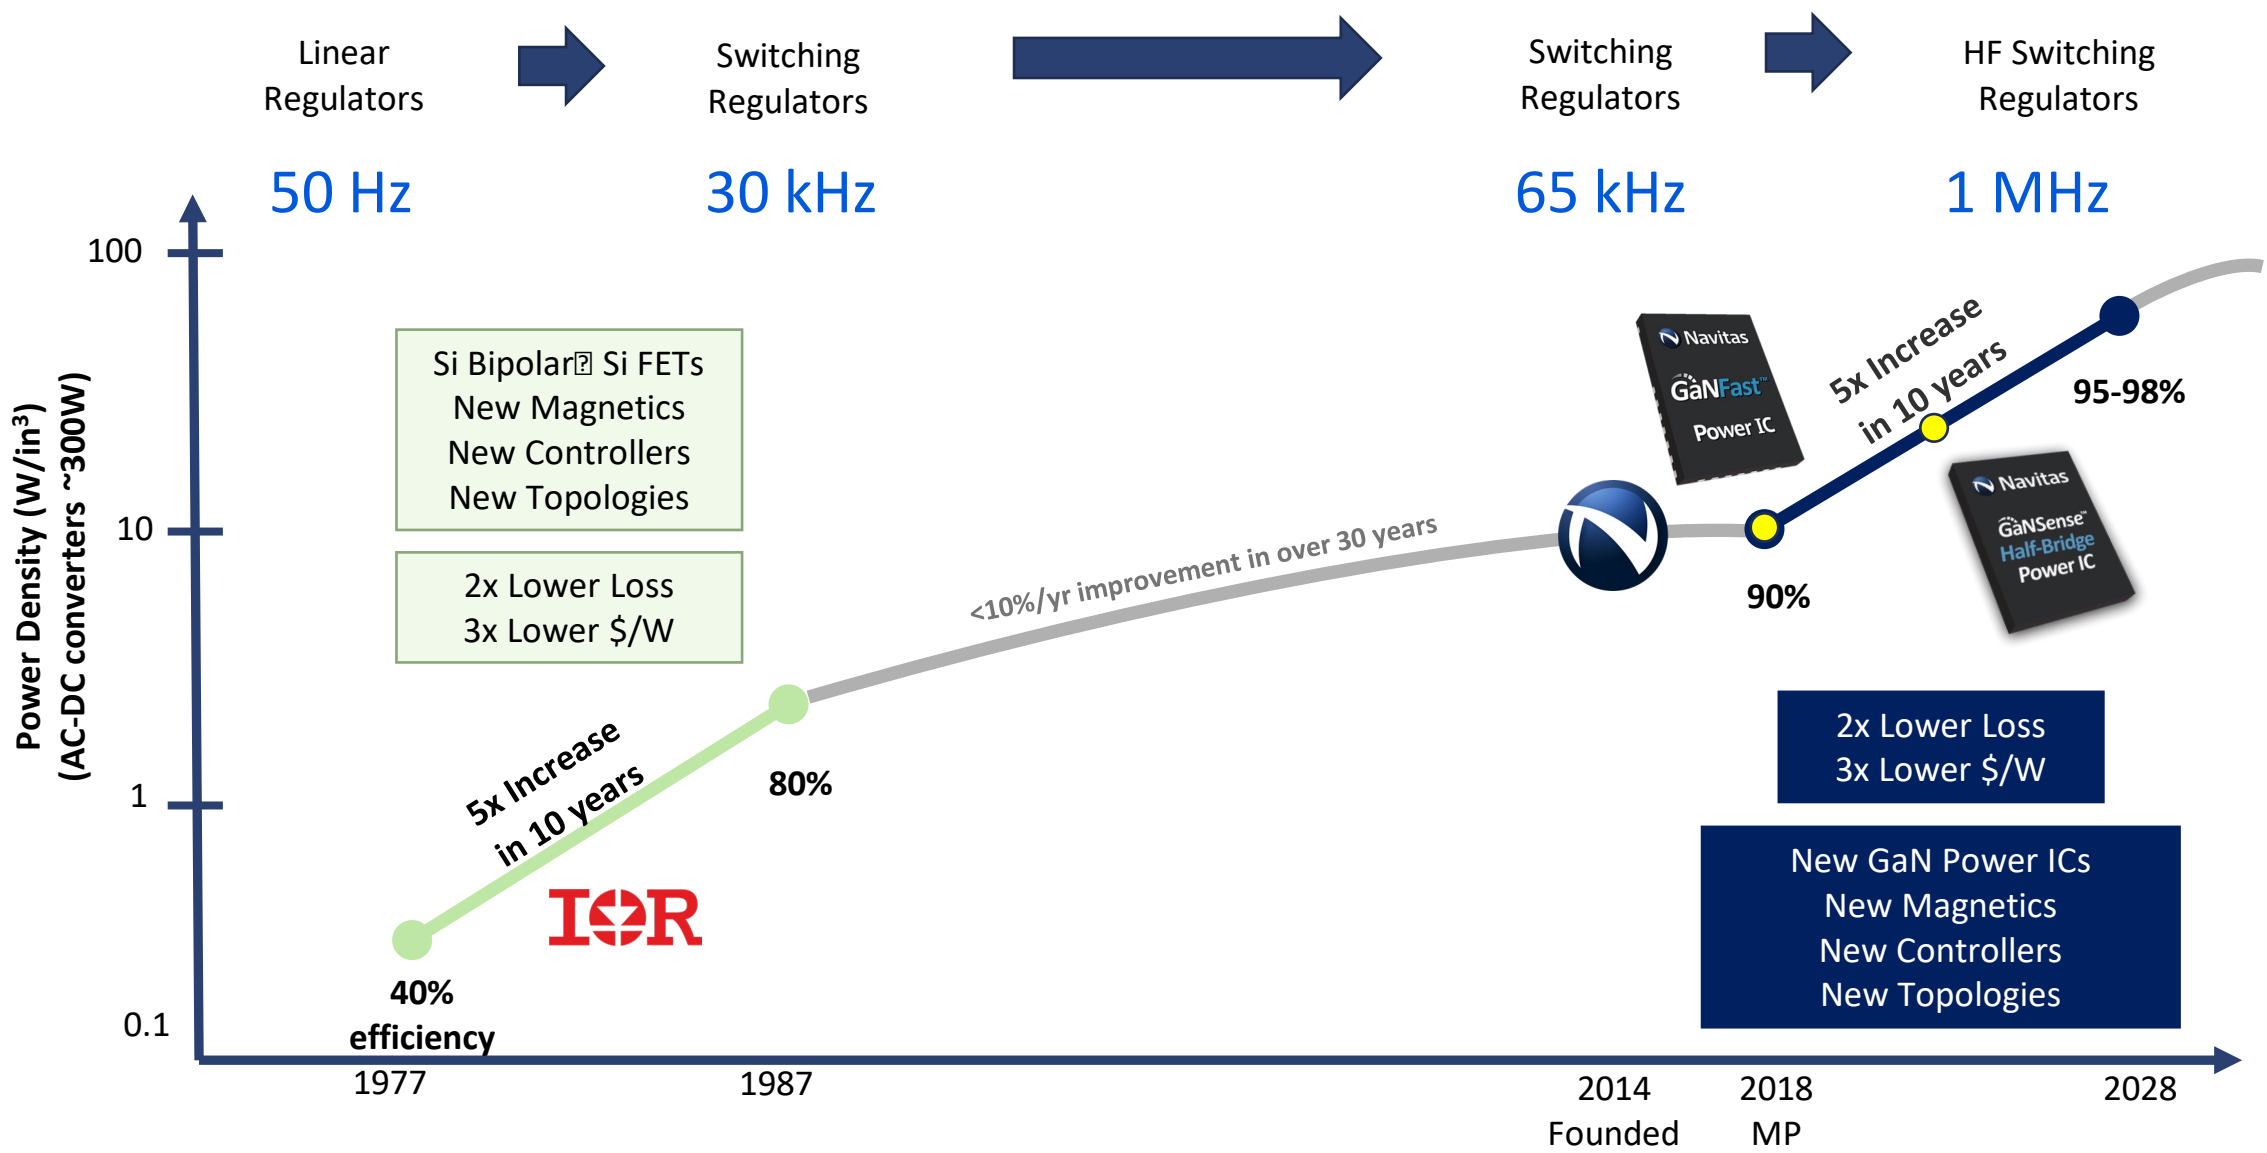 Linear
Regulators
Switching
Regulators
Switching
Regulators
HF Switching
Regulators
50 Hz
30 kHz
65 kHz
1 MHz
Power Density (W/in³)
(AC-DC converters ~300W)
100
10
1
0.1
Si Bipolar⍰ Si FETs
New Magnetics
New Controllers
New Topologies
2x Lower Loss
3x Lower $/W
5x Increase
in 10 years
IOR
40%
efficiency
80%
<10%/yr improvement in over 30 years
Navitas
GaNFast™
Power IC
90%
5x Increase
in 10 years
95-98%
Navitas
GaNSense™
Half-Bridge
Power IC
2x Lower Loss
3x Lower $/W
New GaN Power ICs
New Magnetics
New Controllers
New Topologies
1977
1987
2014
Founded
2018
MP
2028